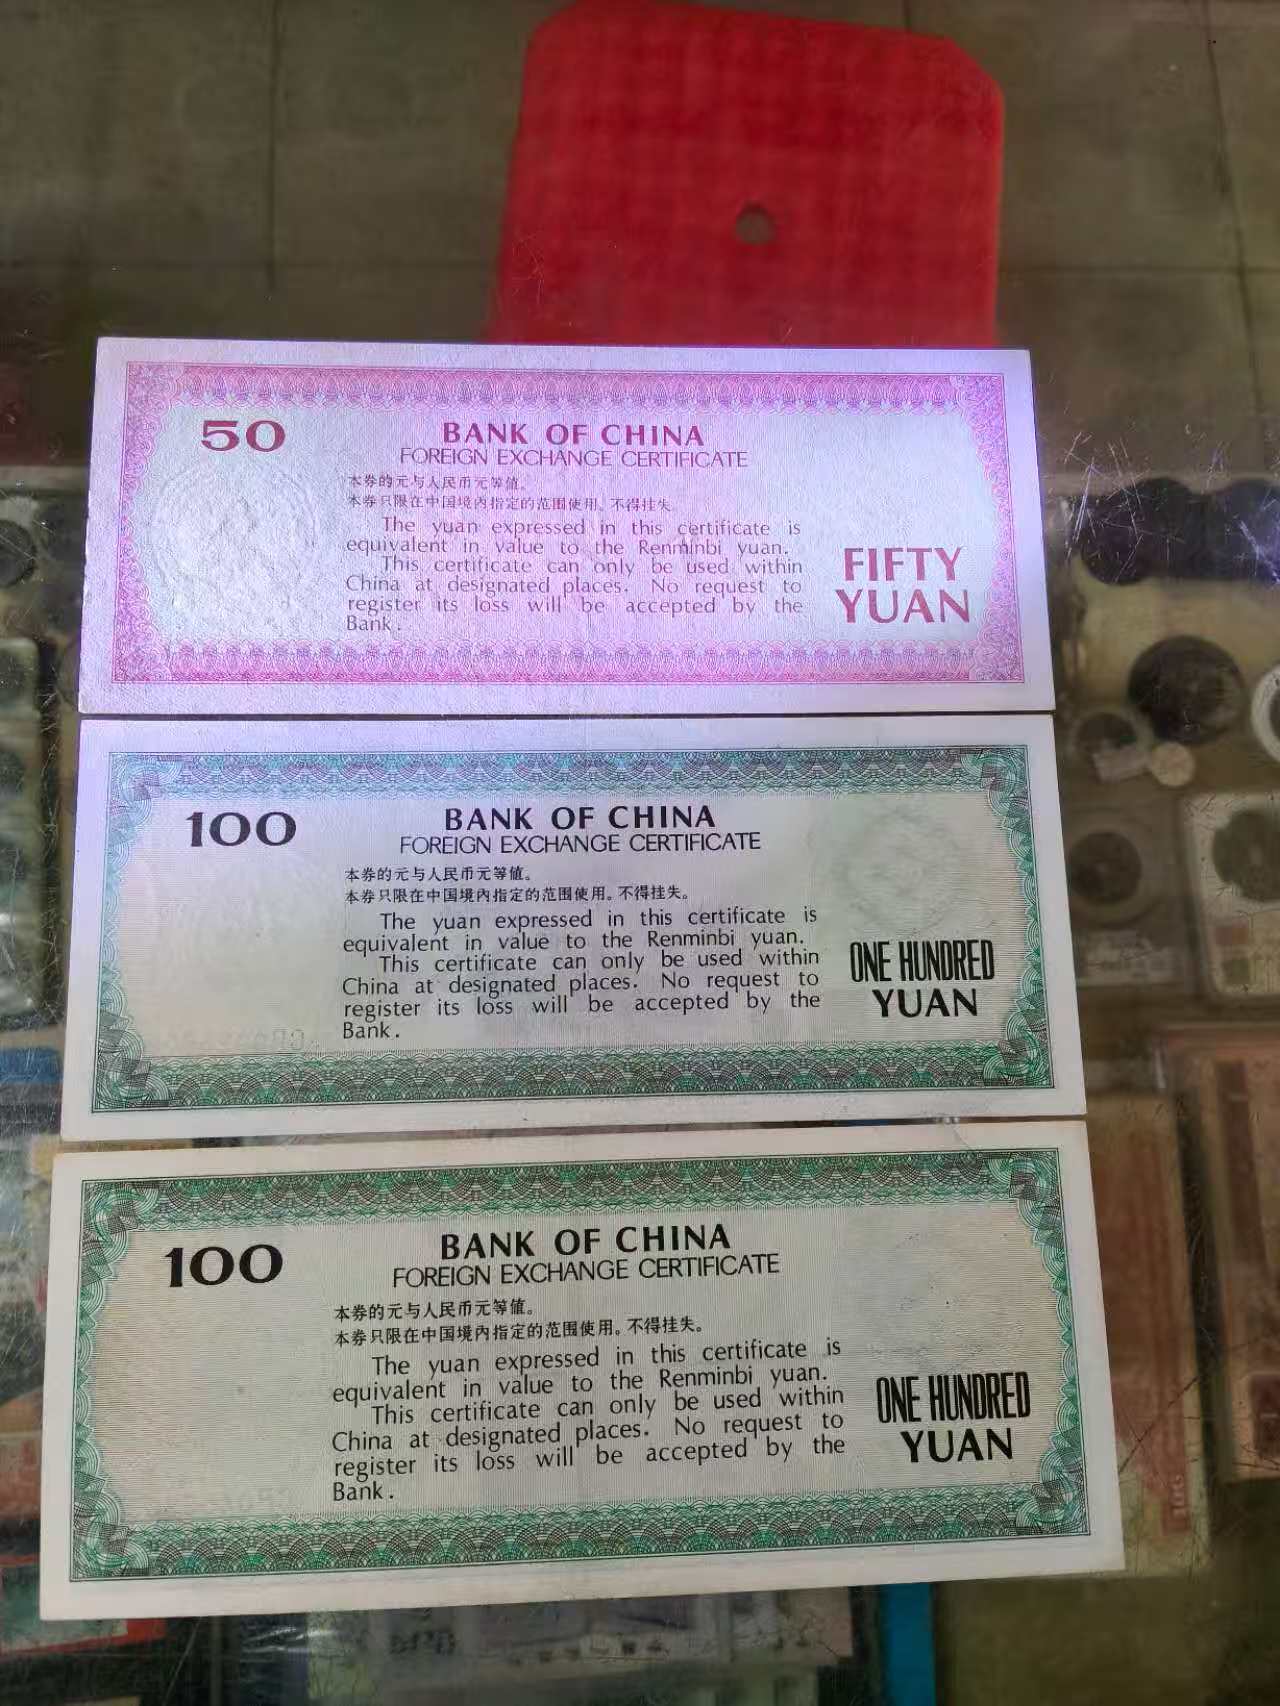 50
BANK OF CHINA
FOREIGN EXCHANGE CERTIFICATE
本券的元与人民币元等值。
本券只限在中国境内指定的范围使用，不得挂失
The yuan expressed in this certificate is
equivalent in value to the Renminbi yuan.
This certificate can only be used within
China at designated places. No request to
register its loss will be accepted by the
Bank.
FIFTY
YUAN
100
BANK OF CHINA
FOREIGN EXCHANGE CERTIFICATE
本券的元与人民币元等值。
本券只限在中国境内指定的范围使用。不得挂失。
The yuan expressed in this certificate is
equivalent in value to the Renminbi yuan.
This certificate can only be used within
China at designated places. No request to
register its loss will be accepted by the
Bank.
ONE HUNDRED
YUAN
100
BANK OF CHINA
FOREIGN EXCHANGE CERTIFICATE
本券的元与人民币元等值。
本券只限在中国境内指定的范围使用。不得挂失。
The yuan expressed in this certificate is
equivalent in value to the Renminbi yuan.
This certificate can only be used within
China at designated places. No request to
register its loss will be accepted by the
Bank.
ONE HUNDRED
YUAN